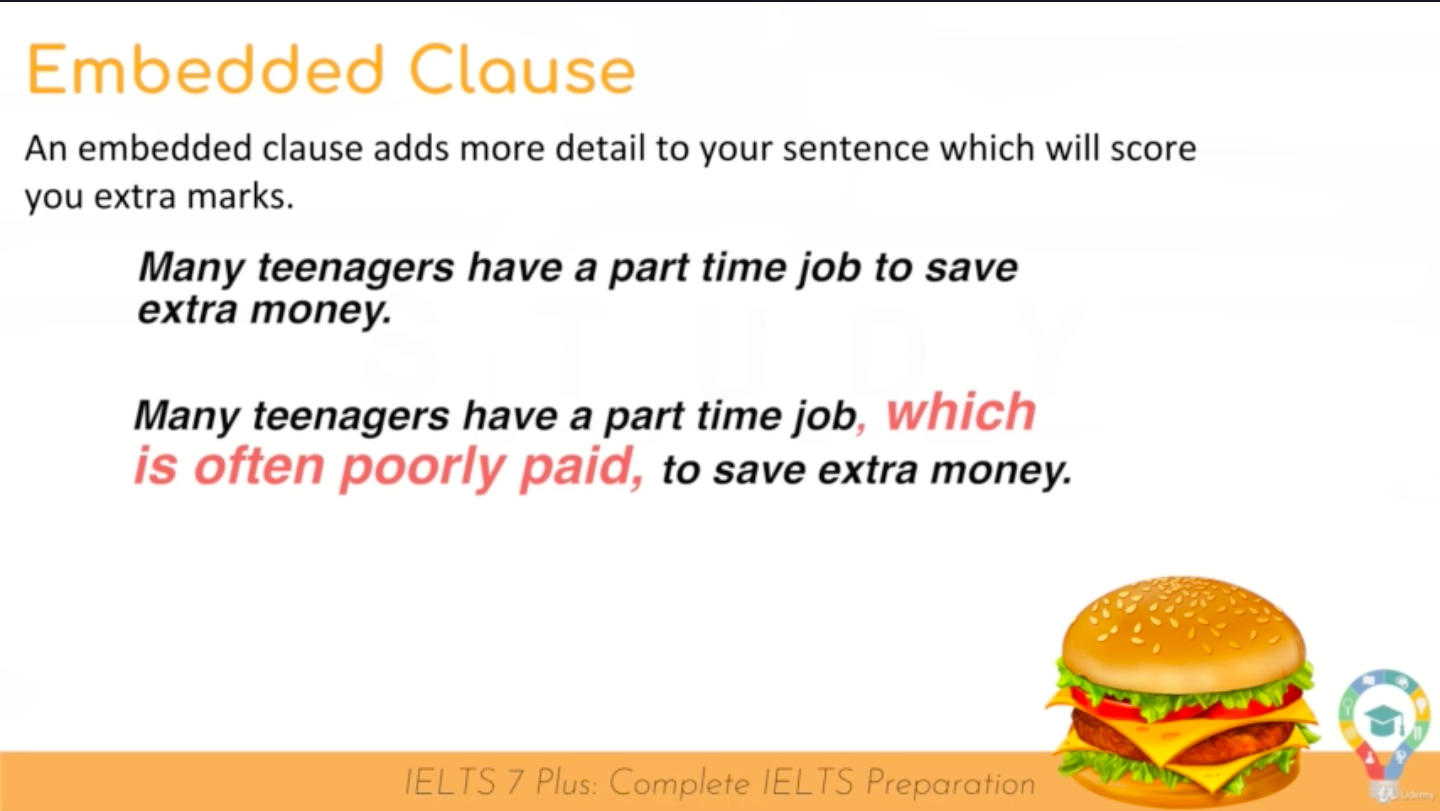 Embedded Clause
An embedded clause adds more detail to your sentence which will score
you extra marks.
Many teenagers have a part time job to save
extra money.
STUDY
Many teenagers have a part time job, which
is often poorly paid, to save extra money.
IELTS 7 Plus: Complete IELTS Preparation
Udemy